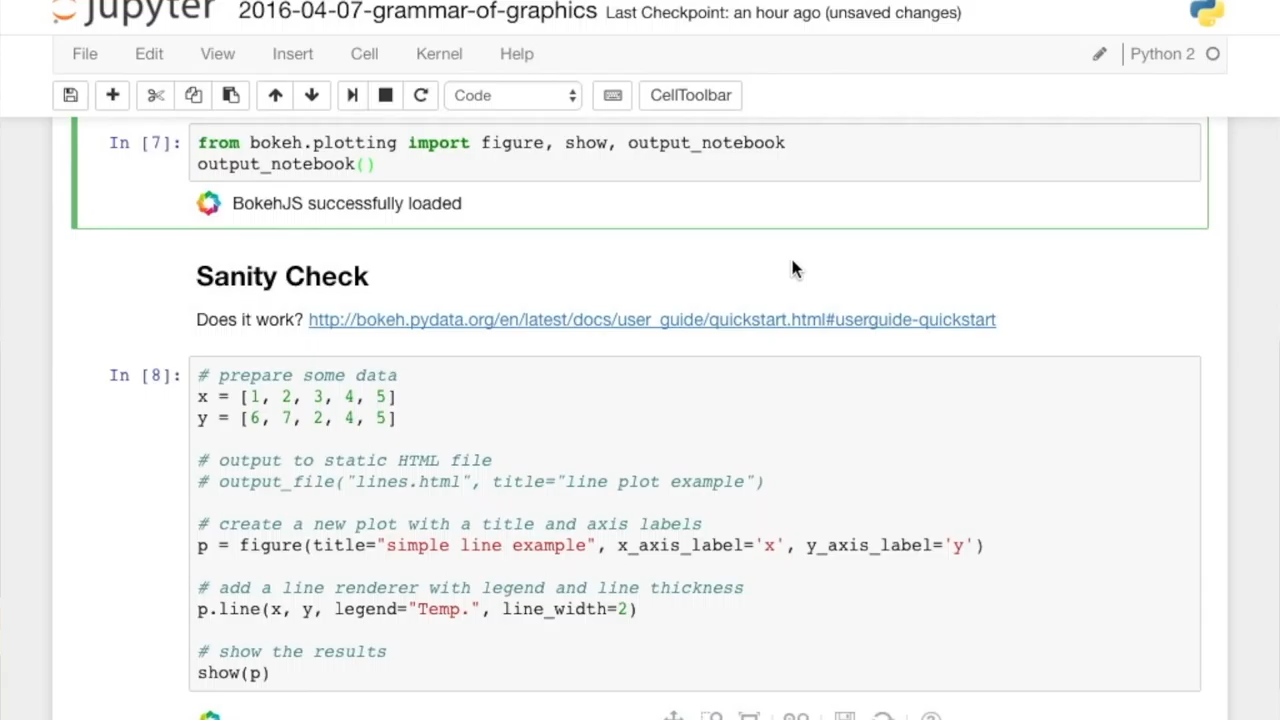 jupyter 2016-04-07-grammar-of-graphics Last Checkpoint: an hour ago (unsaved changes)
File Edit View Insert Cell Kernel Help Python 2
Code CellToolbar
In [7]: from bokeh.plotting import figure, show, output_notebook
output_notebook()
BokehJS successfully loaded
Sanity Check
Does it work? http://bokeh.pydata.org/en/latest/docs/user_guide/quickstart.html#userguide-quickstart
In [8]: # prepare some data
x = [1, 2, 3, 4, 5]
y = [6, 7, 2, 4, 5]
# output to static HTML file
# output_file("lines.html", title="line plot example")
# create a new plot with a title and axis labels
p = figure(title="simple line example", x_axis_label='x', y_axis_label='y')
# add a line renderer with legend and line thickness
p.line(x, y, legend="Temp.", line_width=2)
# show the results
show(p)